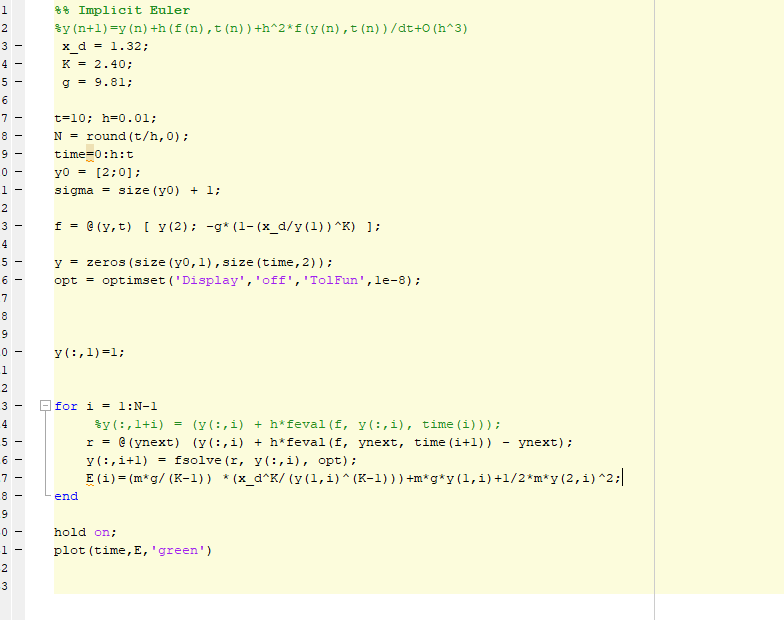 1 %% Implicit Euler
2 %y(n+1)=y(n)+h(f(n),t(n))+h^2*f(y(n),t(n))/dt+O(h^3)
3 – x_d = 1.32;
4 – K = 2.40;
5 – g = 9.81;
6
7 – t=10; h=0.01;
8 – N = round(t/h,0);
9 – time=0:h:t
0 – y0 = [2;0];
1 – sigma = size(y0) + 1;
2
3 – f = @(y,t) [ y(2); -g*(1-(x_d/y(1))^K) ];
4
5 – y = zeros(size(y0,1),size(time,2));
6 – opt = optimset('Display','off','TolFun',1e-8);
7
8
9
0 – y(:,1)=1;
1
2
3 – for i = 1:N-1
4 %y(:,1+i) = (y(:,i) + h*feval(f, y(:,i), time(i)));
5 – r = @(ynext) (y(:,i) + h*feval(f, ynext, time(i+1)) - ynext);
6 – y(:,i+1) = fsolve(r, y(:,i), opt);
7 – E(i)=(m*g/(K-1)) *(x_d^K/(y(1,i)^(K-1)))+m*g*y(1,i)+1/2*m*y(2,i)^2;
8 – end
9
0 – hold on;
1 – plot(time,E,'green')
2
3